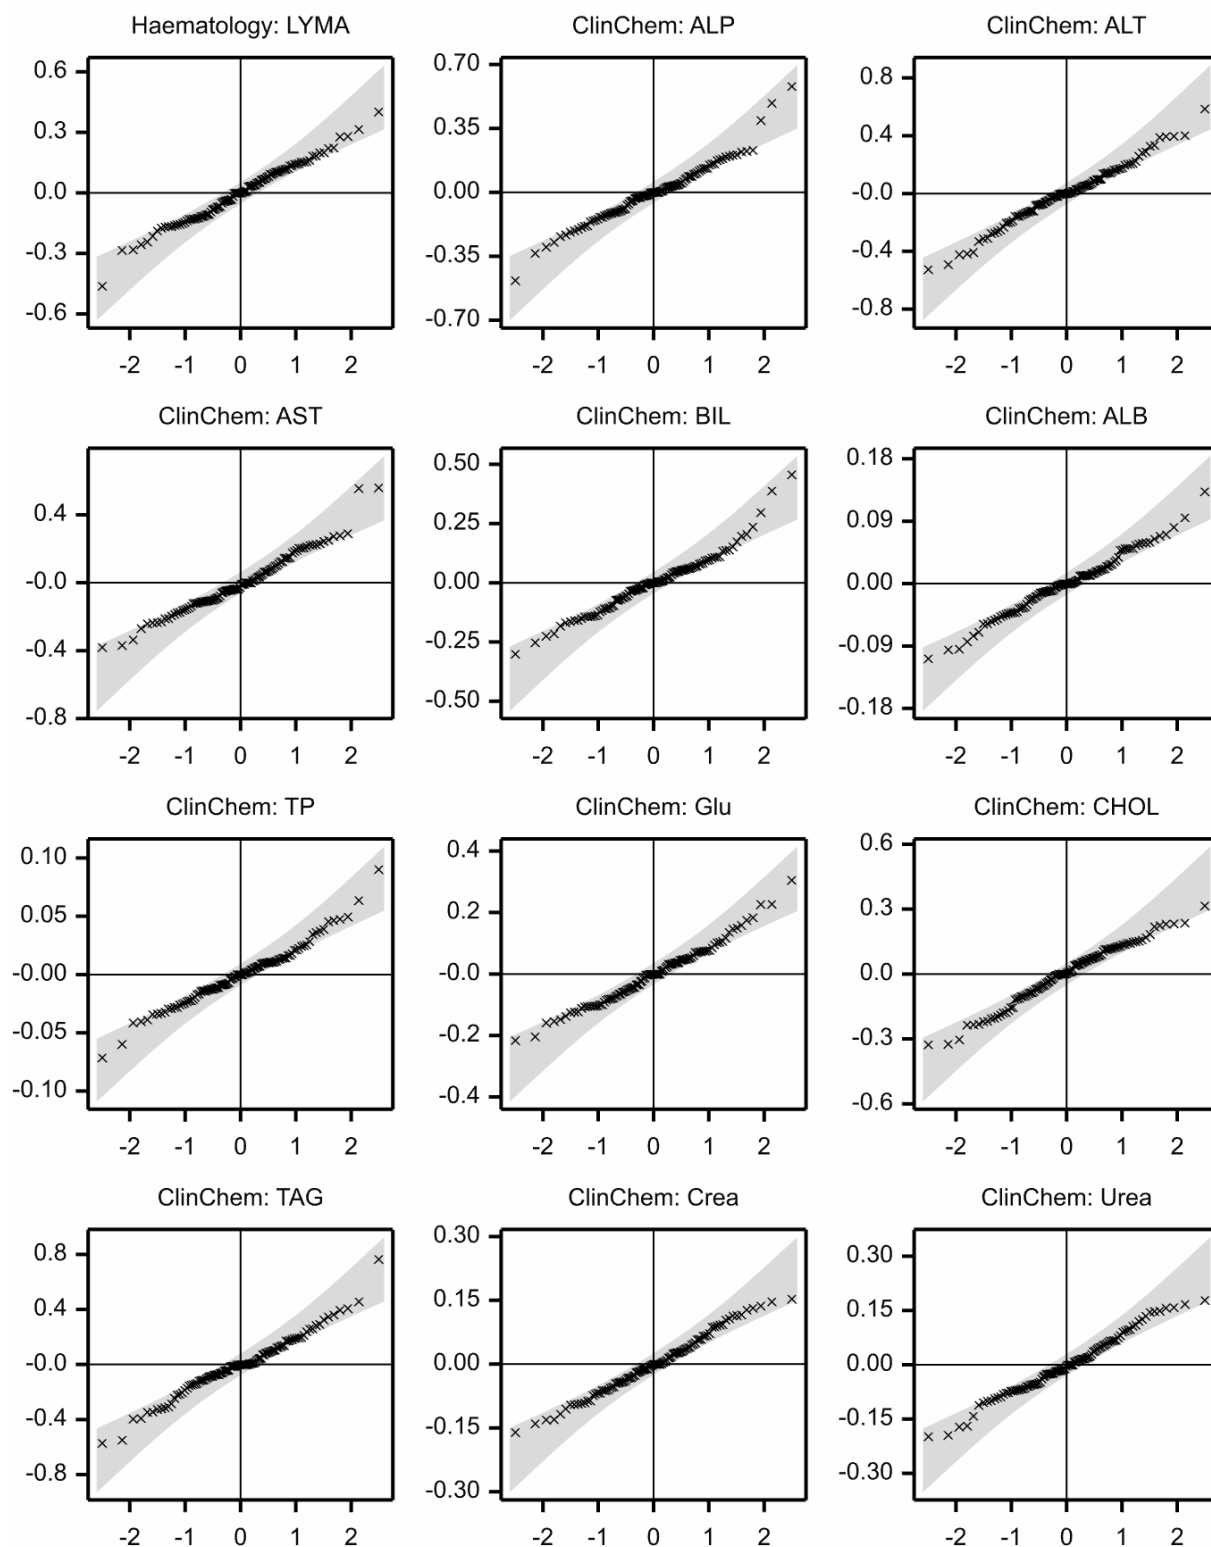 Haematology: LYMA ClinChem: ALP ClinChem: ALT
0.6 0.70 0.8
0.3 0.35 0.4
0.0 0.00 -0.0
-0.3 -0.35 -0.4
-0.6 -0.70 -0.8
-2 -1 0 1 2 -2 -1 0 1 2 -2 -1 0 1 2
ClinChem: AST ClinChem: BIL ClinChem: ALB
0.4 0.50 0.18
-0.0 0.25 0.09
-0.4 0.00 0.00
-0.8 -0.25 -0.09
-0.50 -0.18
-2 -1 0 1 2 -2 -1 0 1 2 -2 -1 0 1 2
ClinChem: TP ClinChem: Glu ClinChem: CHOL
0.10 0.4 0.6
0.05 0.2 0.3
-0.00 -0.0 0.0
-0.05 -0.2 -0.3
-0.10 -0.4 -0.6
-2 -1 0 1 2 -2 -1 0 1 2 -2 -1 0 1 2
ClinChem: TAG ClinChem: Crea ClinChem: Urea
0.8 0.30 0.30
0.4 0.15 0.15
-0.0 0.00 0.00
-0.4 -0.15 -0.15
-0.8 -0.30 -0.30
-2 -1 0 1 2 -2 -1 0 1 2 -2 -1 0 1 2